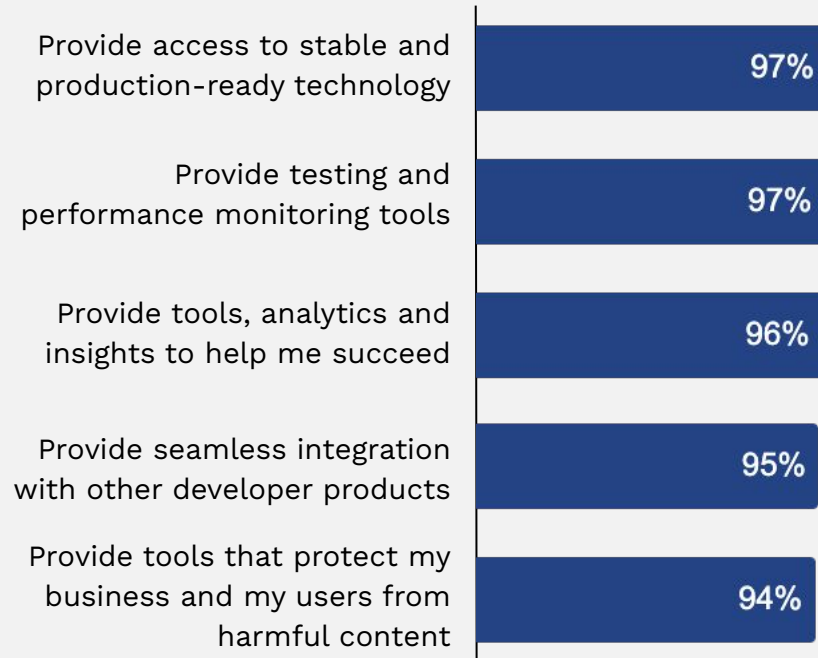 Provide access to stable and
production-ready technology
97%
Provide testing and
performance monitoring tools
97%
Provide tools, analytics and
insights to help me succeed
96%
Provide seamless integration
with other developer products
95%
Provide tools that protect my
business and my users from
harmful content
94%